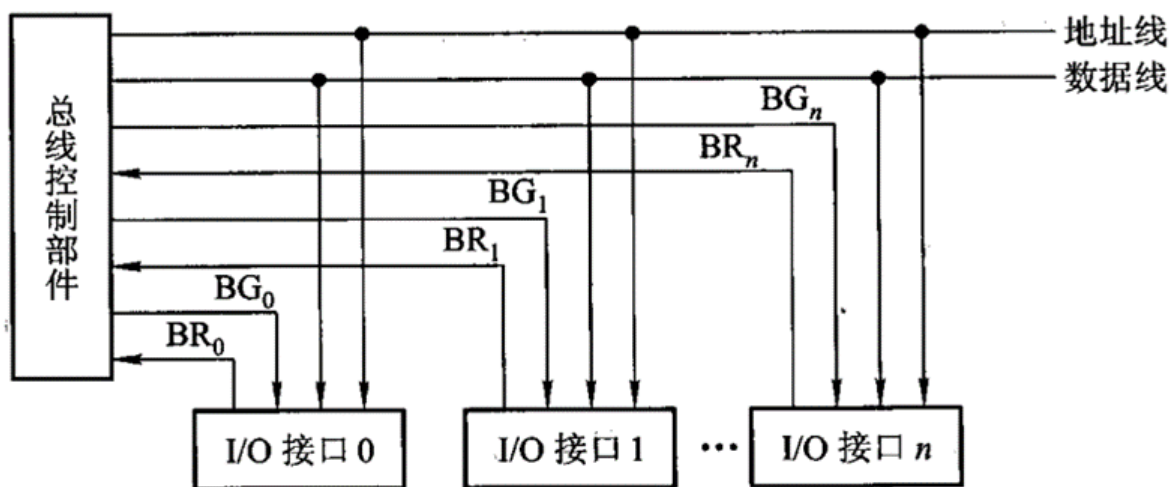 地址线
数据线
总线控制部件
BGₙ
BRₙ
BG₁
BR₁
BG₀
BR₀
I/O 接口 0
I/O 接口 1
…
I/O 接口 n